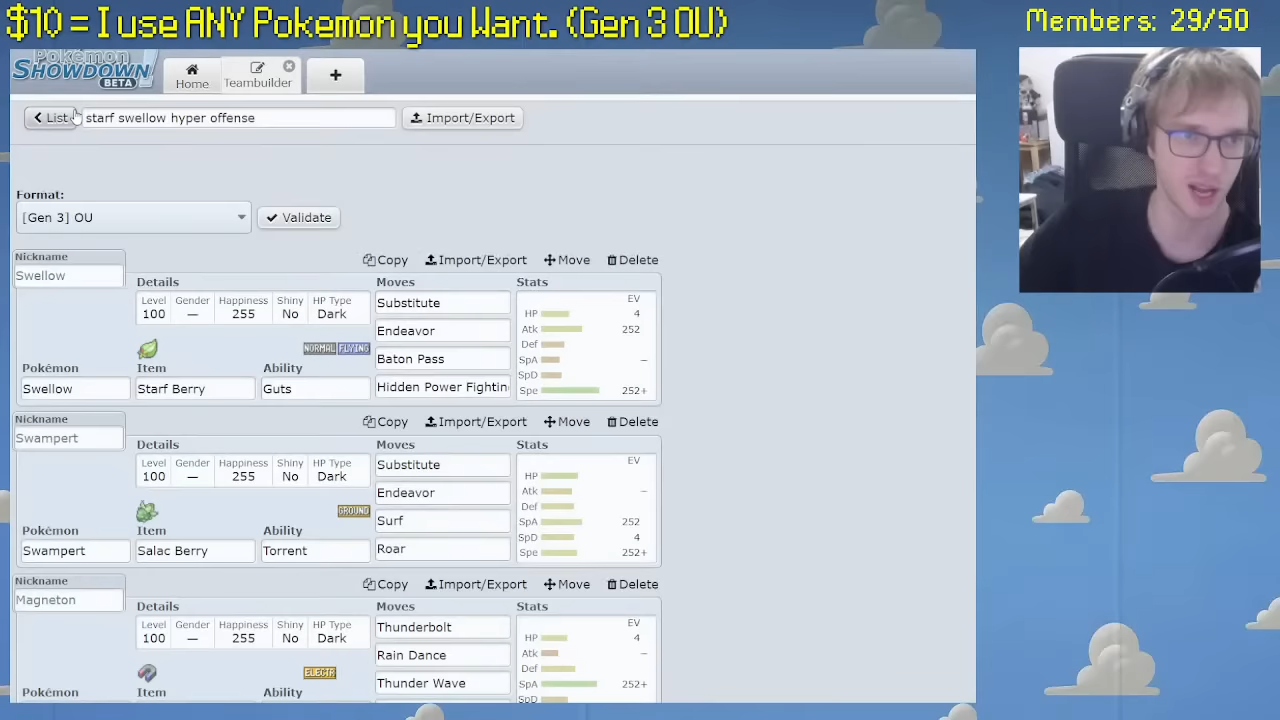 $10 = I use ANY Pokemon you Want. (Gen 3 OU)
Members: 29/50
Pokémon
SHOWDOWN!
BETA
Home
Teambuilder
+
List
starf swellow hyper offense
Import/Export
Format:
[Gen 3] OU
Validate
Copy Import/Export Move Delete
Nickname
Swellow
Details
Level Gender Happiness Shiny HP Type
100 — 255 No Dark
NORMAL FLYING
Pokémon Item Ability
Swellow Starf Berry Guts
Moves
Substitute
Endeavor
Baton Pass
Hidden Power Fightin
Stats
EV
HP 4
Atk 252
Def
SpA –
SpD
Spe 252+
Copy Import/Export Move Delete
Nickname
Swampert
Details
Level Gender Happiness Shiny HP Type
100 — 255 No Dark
GROUND
Pokémon Item Ability
Swampert Salac Berry Torrent
Moves
Substitute
Endeavor
Surf
Roar
Stats
EV
HP
Atk –
Def
SpA 252
SpD 4
Spe 252+
Copy Import/Export Move Delete
Nickname
Magneton
Details
Level Gender Happiness Shiny HP Type
100 — 255 No Dark
ELECTR
Pokémon Item Ability
Moves
Thunderbolt
Rain Dance
Thunder Wave
Stats
EV
HP 4
Atk –
Def
SpA 252+
SpD